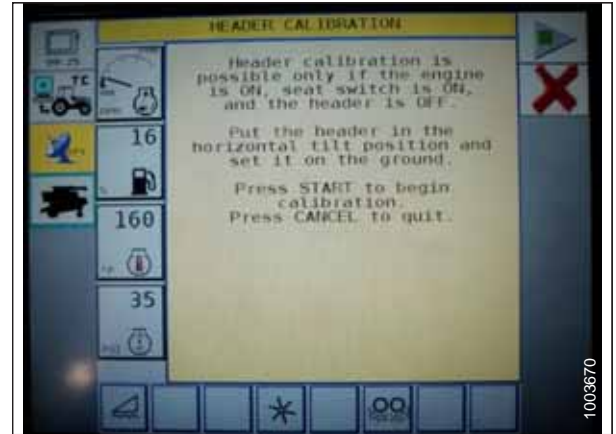 HEADER CALIBRATION
Header calibration is
possible only if the engine
is ON, seat switch is ON,
and the header is OFF.
Put the header in the
horizontal tilt position and
set it on the ground.
Press START to begin
calibration.
Press CANCEL to quit.
TC
16
160
35
PSI
1003670